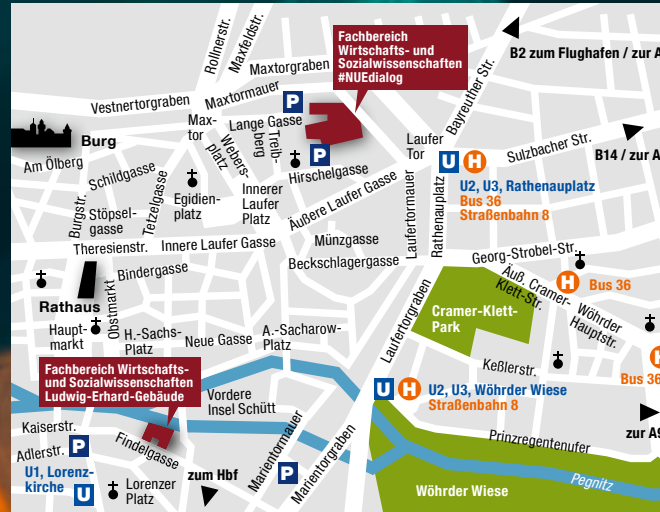 Rollnerstr.
Maxfeldstr.
Fachbereich
Wirtschafts- und
Sozialwissenschaften
#NUEdialog
B2 zum Flughafen / zur A
Bayreuther Str.
Maxtorgraben
Vestnertorgraben
Maxtormauer
P
Max-
tor
Lange Gasse
Webers-
platz
Treib-
berg
P
Hirschelgasse
Laufer
Tor
Sulzbacher Str.
B14 / zur A
Burg
Am Ölberg
Schildgasse
Burgstr.
Stöpsel-
gasse
Tetzelgasse
Egidien-
platz
Innerer
Laufer
Platz
Äußere Laufer Gasse
Laufertormauer
Rathenauplatz
U H
U2, U3, Rathenauplatz
Bus 36
Straßenbahn 8
Theresienstr.
Innere Laufer Gasse
Münzgasse
Beckschlagergasse
Georg-Strobel-Str.
Äuß. Cramer-
Klett-Str.
H Bus 36
Wöhrder
Hauptstr.
Bindergasse
Rathaus
Obstmarkt
Haupt-
markt
H.-Sachs-
Platz
Neue Gasse
A.-Sacharow-
Platz
Laufertorgraben
Cramer-Klett-
Park
Keßlerstr.
H
Bus 36
Fachbereich Wirtschafts-
und Sozialwissenschaften
Ludwig-Erhard-Gebäude
Vordere
Insel Schütt
U H
U2, U3, Wöhrder Wiese
Straßenbahn 8
zur A9
Kaiserstr.
Adlerstr.
P
Findelgasse
Marientormauer
Marientorgraben
Prinzregentenufer
U1, Lorenz-
kirche
U
Lorenzer
Platz
zum Hbf
P
Wöhrder Wiese
Pegnitz